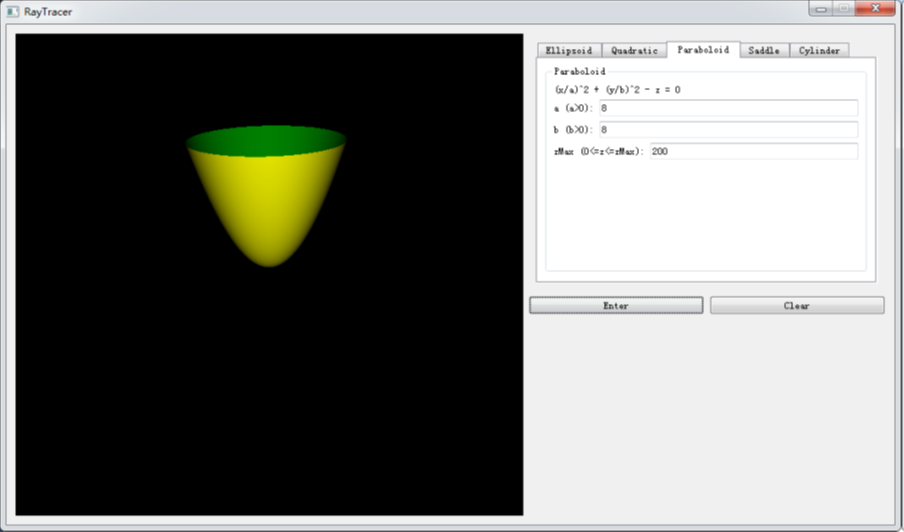 RayTracer
Ellipsoid Quadratic Paraboloid Saddle Cylinder
Paraboloid
(x/a)^2 + (y/b)^2 - z = 0
a (a>0): 8
b (b>0): 8
zMax (0<=z<=zMax): 200
Enter Clear